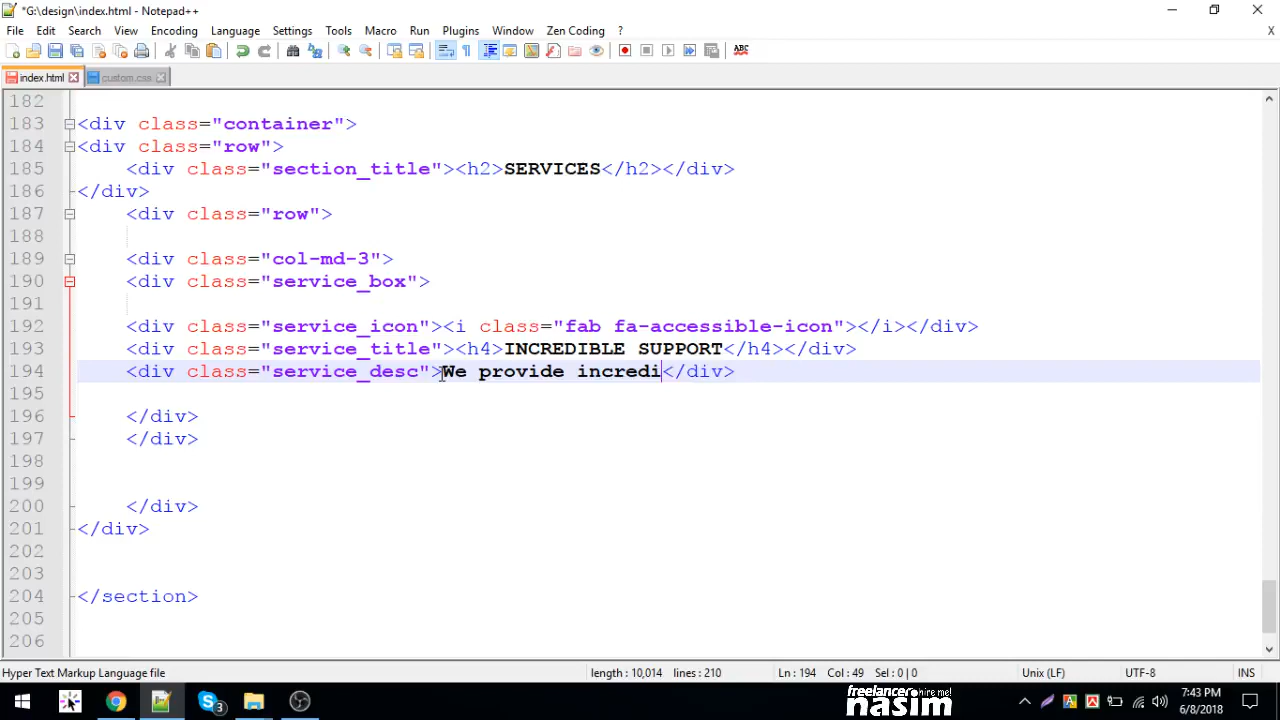 *G:\design\index.html - Notepad++
File Edit Search View Encoding Language Settings Tools Macro Run Plugins Window Zen Coding ?
X
ABC
index.html custom.css
182
183 <div class="container">
184 <div class="row">
185 <div class="section_title"><h2>SERVICES</h2></div>
186 </div>
187 <div class="row">
188
189 <div class="col-md-3">
190 <div class="service_box">
191
192 <div class="service_icon"><i class="fab fa-accessible-icon"></i></div>
193 <div class="service_title"><h4>INCREDIBLE SUPPORT</h4></div>
194 <div class="service_desc">We provide incredi</div>
195
196 </div>
197 </div>
198
199
200 </div>
201 </div>
202
203
204 </section>
205
206
Hyper Text Markup Language file length : 10,014 lines : 210 Ln : 194 Col : 49 Sel : 0 | 0 Unix (LF) UTF-8 INS
freelancer hire me!
nasim
3
7:43 PM
6/8/2018